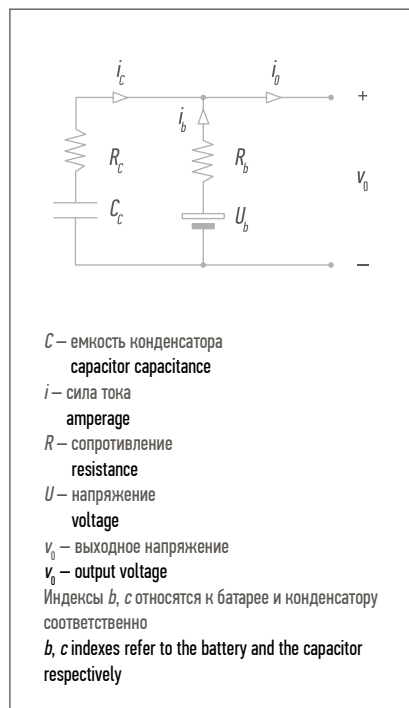 i_c i_0
i_b +
R_c R_b
v_0
C_c U_b
–
C – емкость конденсатора
capacitor capacitance
i – сила тока
amperage
R – сопротивление
resistance
U – напряжение
voltage
v_0 – выходное напряжение
v_0 – output voltage
Индексы b, c относятся к батарее и конденсатору
соответственно
b, c indexes refer to the battery and the capacitor
respectively